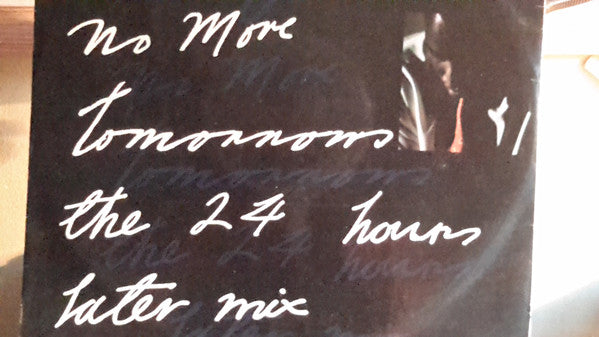 no More
tomorrows
the 24 hours
later mix